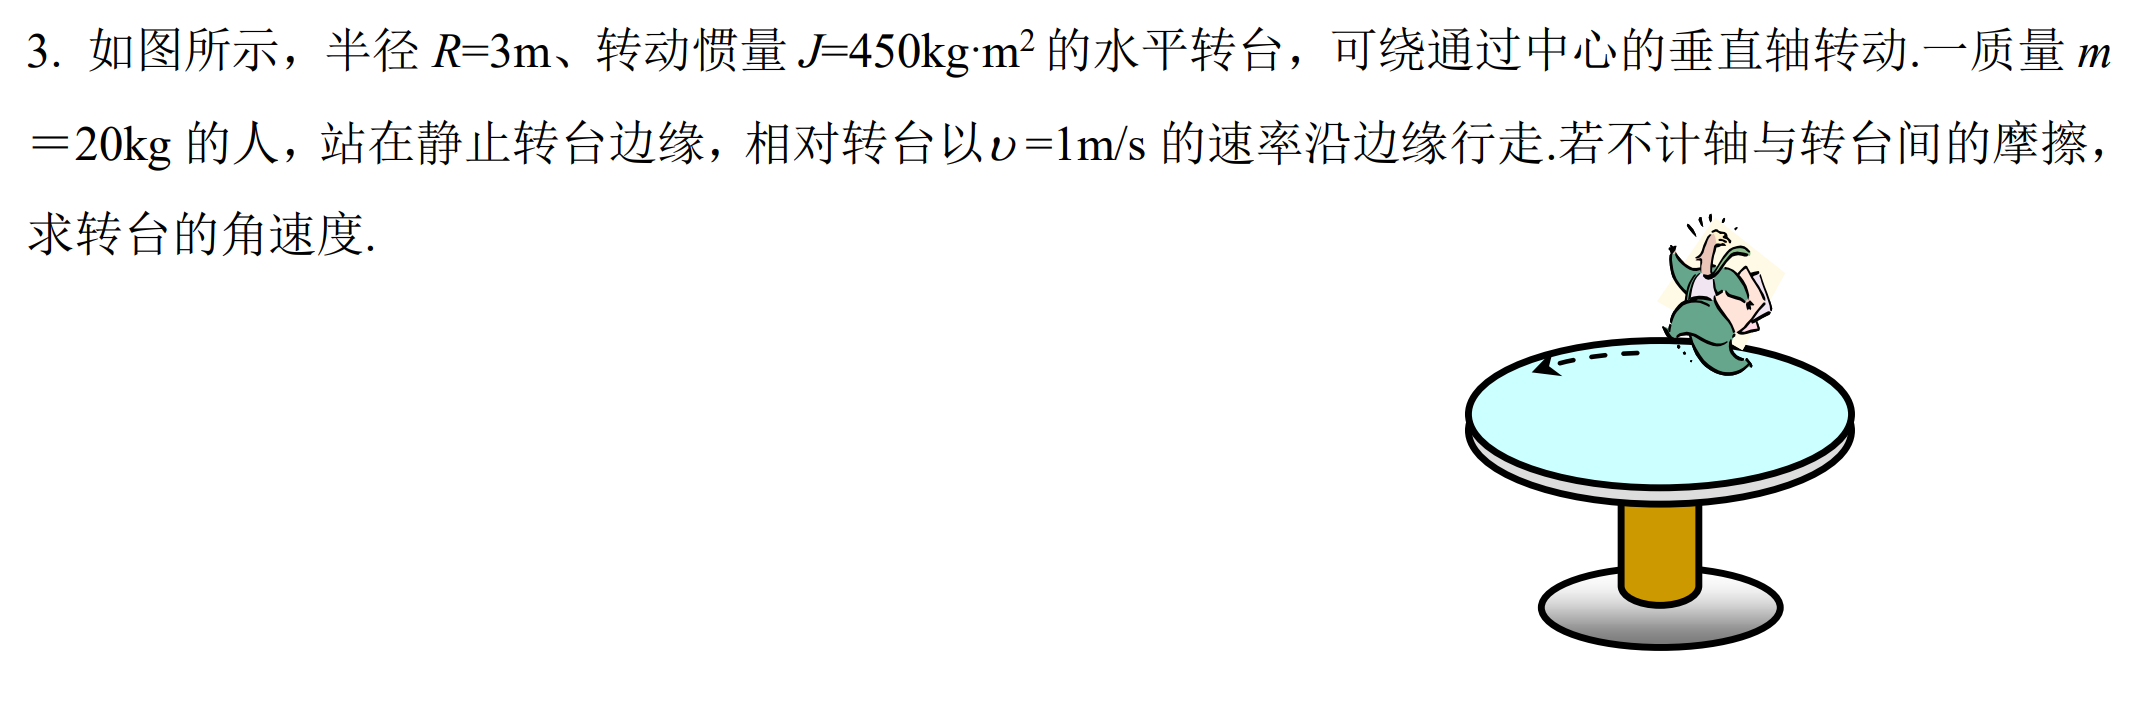 3. 如图所示，半径 R=3m、转动惯量 J=450kg·m² 的水平转台，可绕通过中心的垂直轴转动.一质量 m
＝20kg 的人，站在静止转台边缘，相对转台以υ=1m/s 的速率沿边缘行走.若不计轴与转台间的摩擦，
求转台的角速度.